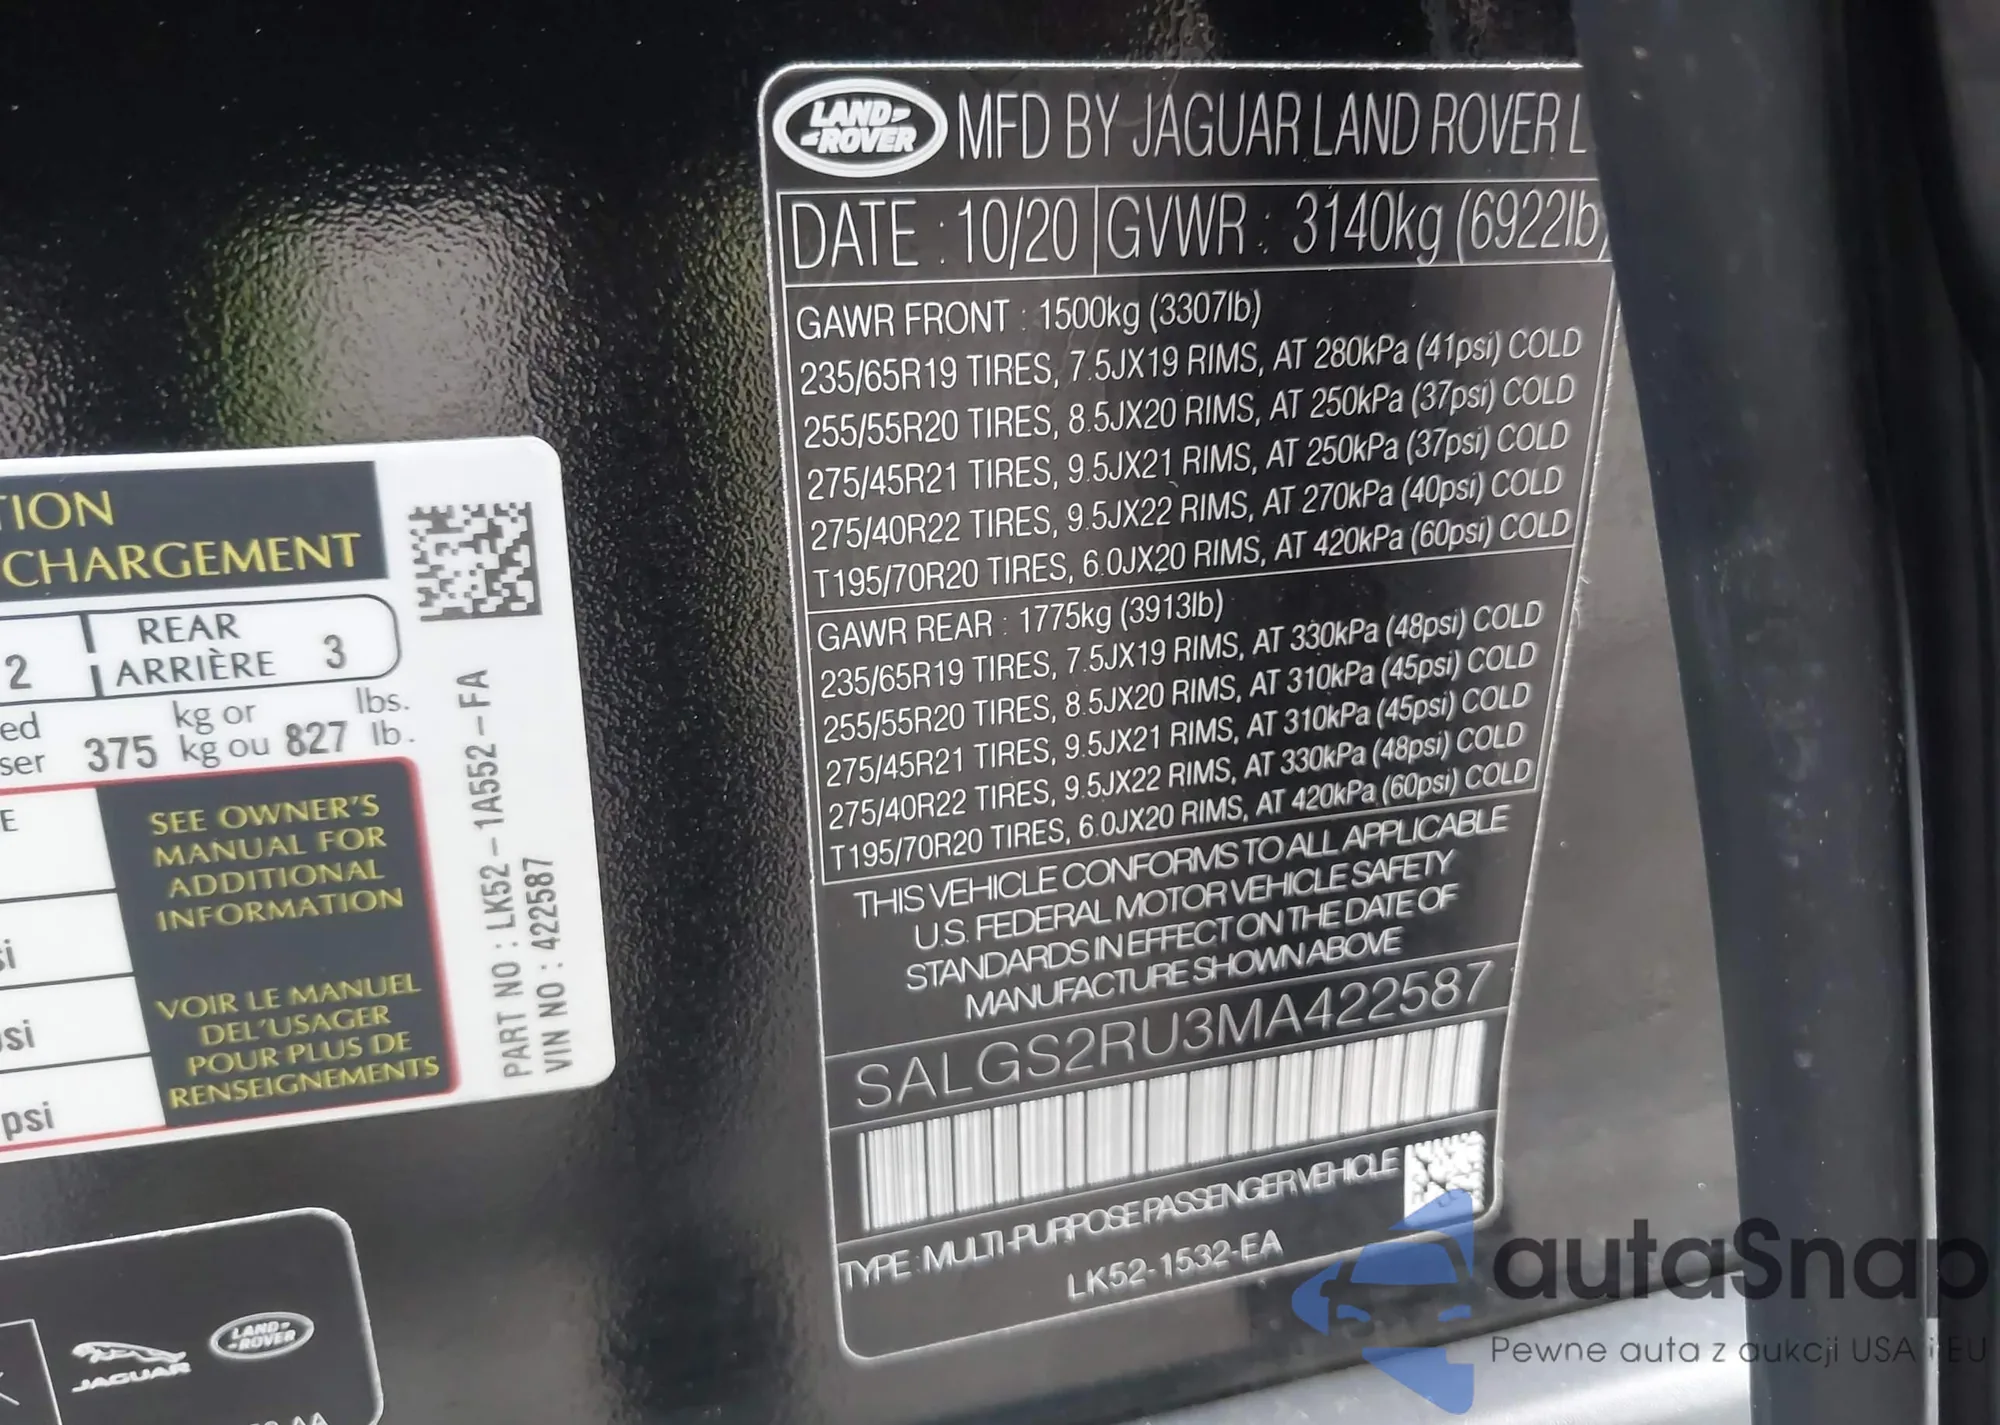 LAND ROVER
MFD BY JAGUAR LAND ROVER L
DATE : 10/20 GVWR : 3140kg (6922lb)
GAWR FRONT : 1500kg (3307lb)
235/65R19 TIRES, 7.5JX19 RIMS, AT 280kPa (41psi) COLD
255/55R20 TIRES, 8.5JX20 RIMS, AT 250kPa (37psi) COLD
275/45R21 TIRES, 9.5JX21 RIMS, AT 250kPa (37psi) COLD
275/40R22 TIRES, 9.5JX22 RIMS, AT 270kPa (40psi) COLD
T195/70R20 TIRES, 6.0JX20 RIMS, AT 420kPa (60psi) COLD
GAWR REAR : 1775kg (3913lb)
235/65R19 TIRES, 7.5JX19 RIMS, AT 330kPa (48psi) COLD
255/55R20 TIRES, 8.5JX20 RIMS, AT 310kPa (45psi) COLD
275/45R21 TIRES, 9.5JX21 RIMS, AT 310kPa (45psi) COLD
275/40R22 TIRES, 9.5JX22 RIMS, AT 330kPa (48psi) COLD
T195/70R20 TIRES, 6.0JX20 RIMS, AT 420kPa (60psi) COLD
THIS VEHICLE CONFORMS TO ALL APPLICABLE
U.S. FEDERAL MOTOR VEHICLE SAFETY
STANDARDS IN EFFECT ON THE DATE OF
MANUFACTURE SHOWN ABOVE
SALGS2RU3MA422587
TYPE : MULTI-PURPOSE PASSENGER VEHICLE
LK52-1532-EA
TION
CHARGEMENT
2 REAR
ARRIÈRE 3
ed kg or lbs.
ser 375 kg ou 827 lb.
E
SEE OWNER'S
MANUAL FOR
ADDITIONAL
INFORMATION
VOIR LE MANUEL
DEL'USAGER
POUR PLUS DE
RENSEIGNEMENTS
si
psi
PART NO : LK52-1A552-FA
VIN NO : 422587
JAGUAR
LAND ROVER
autaSnap
Pewne auta z aukcji USA i EU